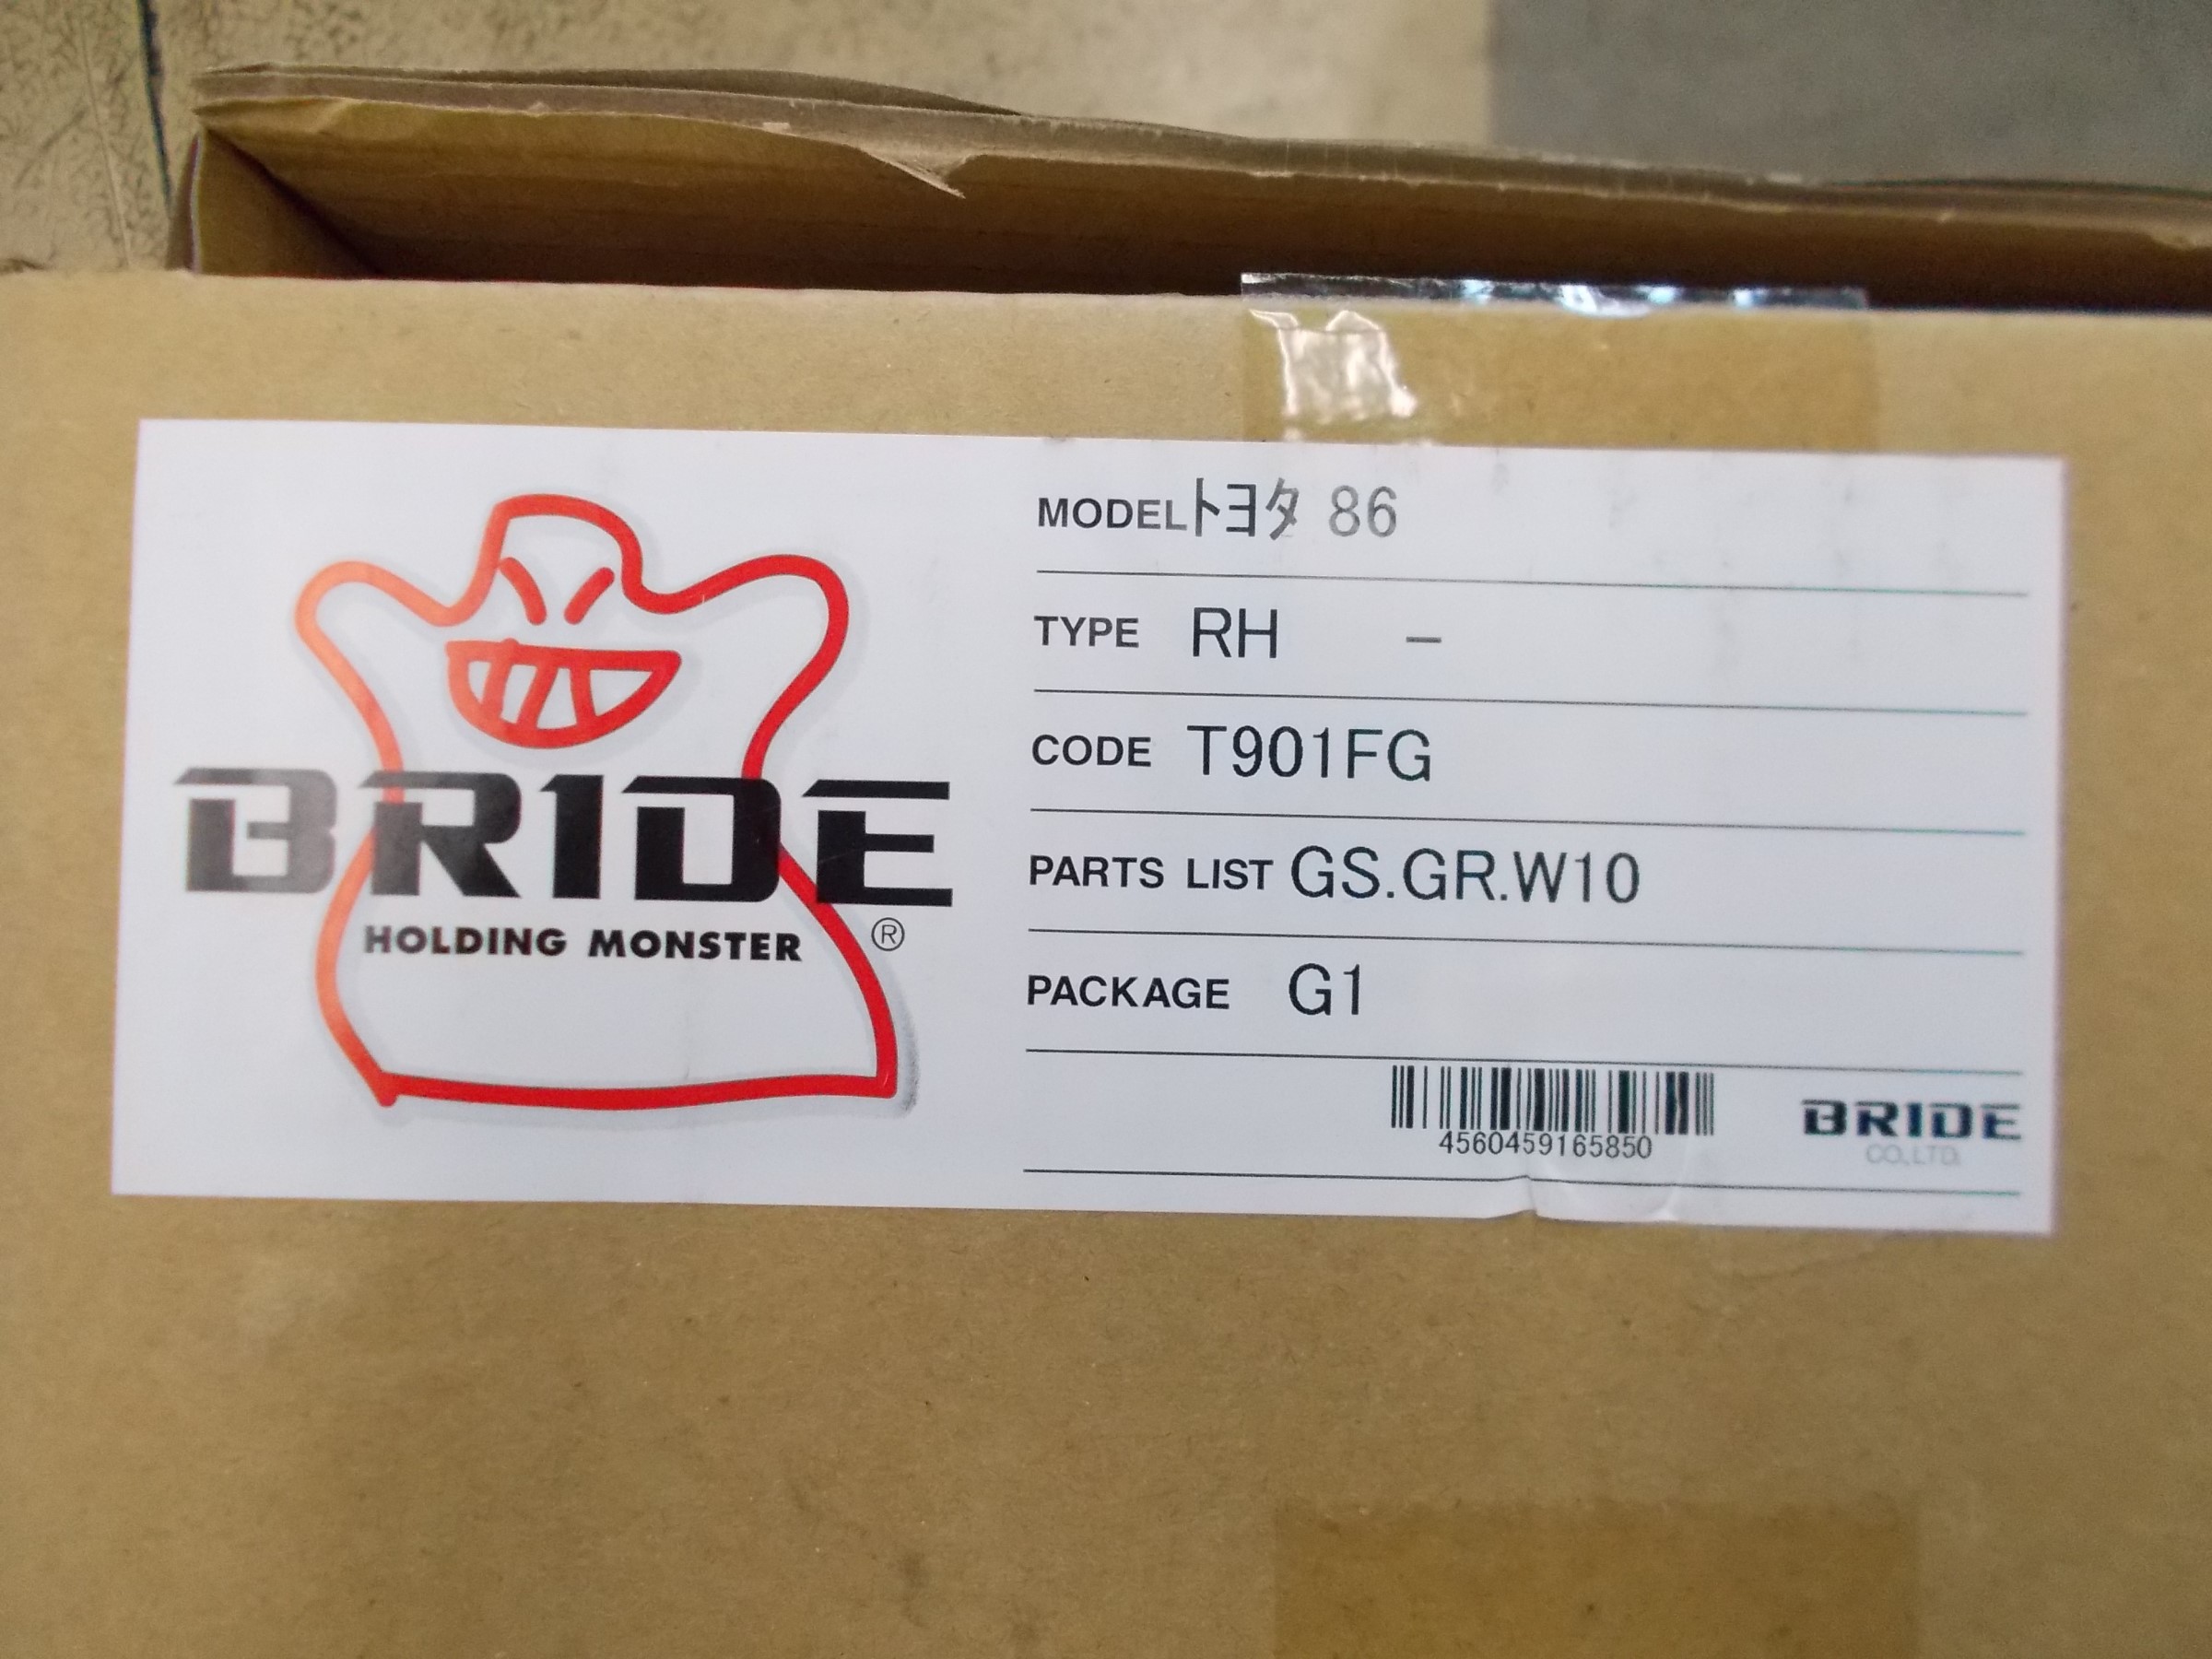 BRIDE
HOLDING MONSTER ®
MODEL トヨタ 86
TYPE RH -
CODE T901FG
PARTS LIST GS.GR.W10
PACKAGE G1
4560459165850
BRIDE
CO.,LTD.